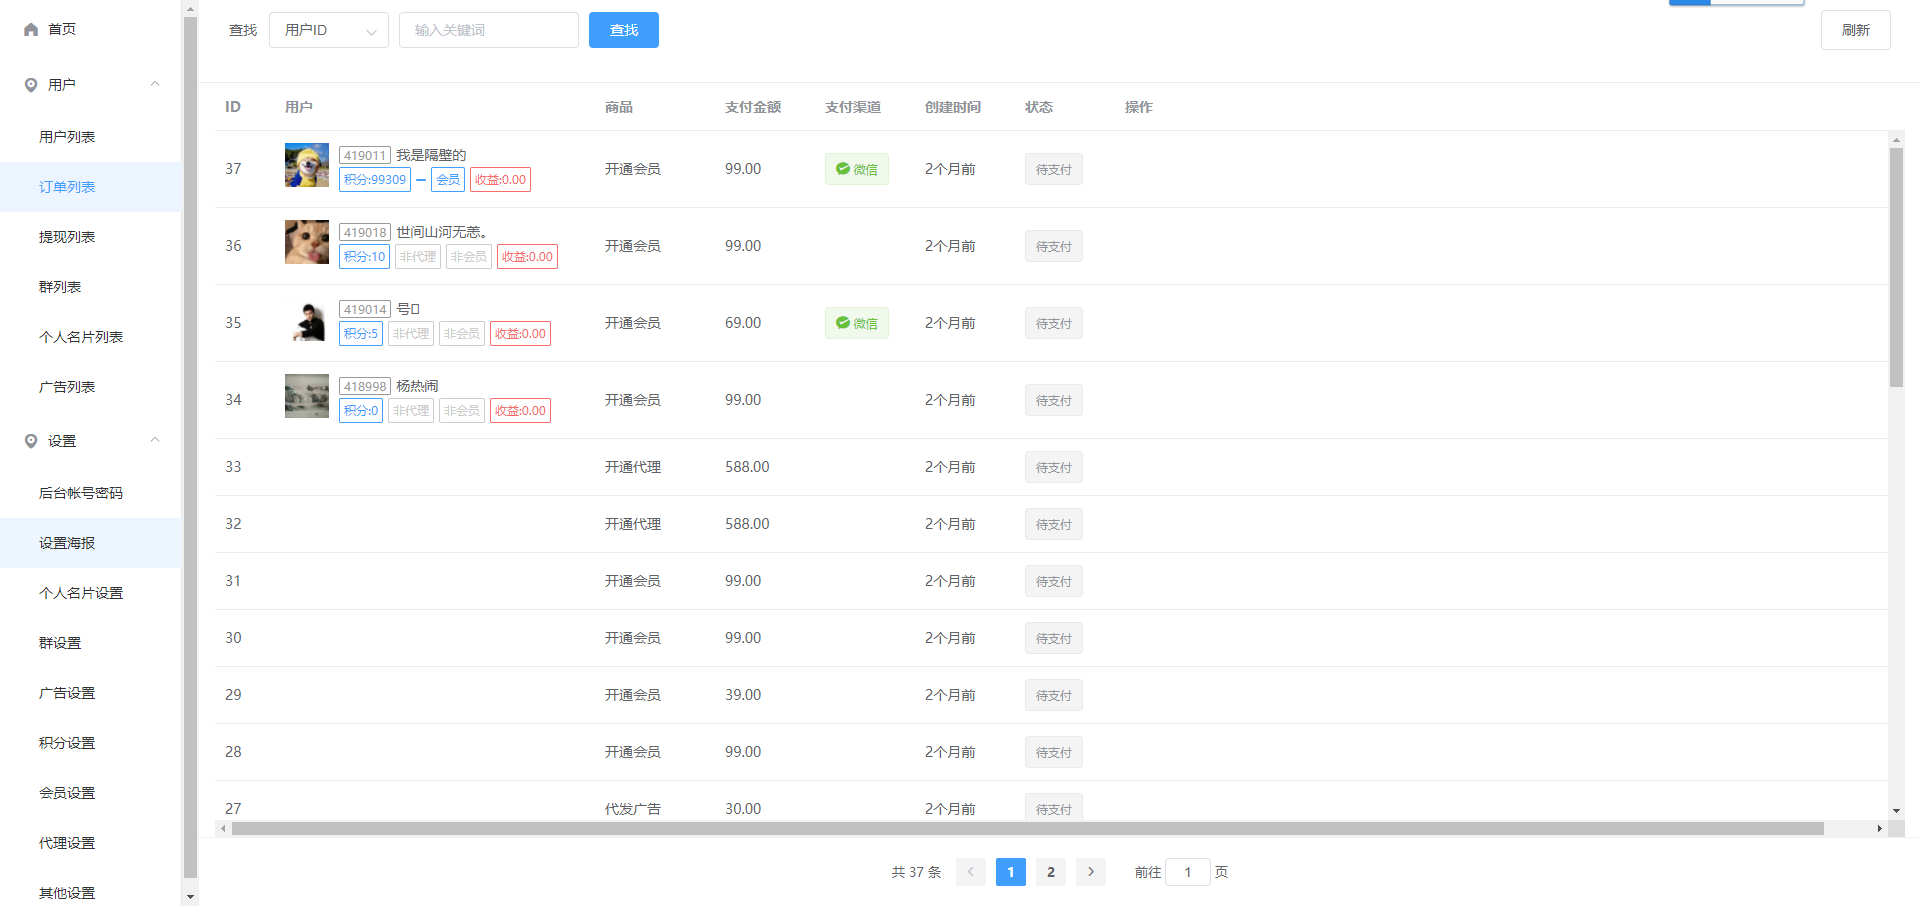 首页
用户
用户列表
订单列表
提现列表
群列表
个人名片列表
广告列表
设置
后台帐号密码
设置海报
个人名片设置
群设置
广告设置
积分设置
会员设置
代理设置
其他设置
查找 用户ID 输入关键词 查找 刷新
ID 用户 商品 支付金额 支付渠道 创建时间 状态 操作
419011 我是隔壁的
37 积分:99309 会员 收益:0.00 开通会员 99.00 微信 2个月前 待支付
419018 世间山河无恙。
36 积分:10 非代理 非会员 收益:0.00 开通会员 99.00 2个月前 待支付
419014 号
35 积分:5 非代理 非会员 收益:0.00 开通会员 69.00 微信 2个月前 待支付
418998 杨热闹
34 积分:0 非代理 非会员 收益:0.00 开通会员 99.00 2个月前 待支付
33 开通代理 588.00 2个月前 待支付
32 开通代理 588.00 2个月前 待支付
31 开通会员 99.00 2个月前 待支付
30 开通会员 99.00 2个月前 待支付
29 开通会员 39.00 2个月前 待支付
28 开通会员 99.00 2个月前 待支付
27 代发广告 30.00 2个月前 待支付
共 37 条 1 2 前往 1 页